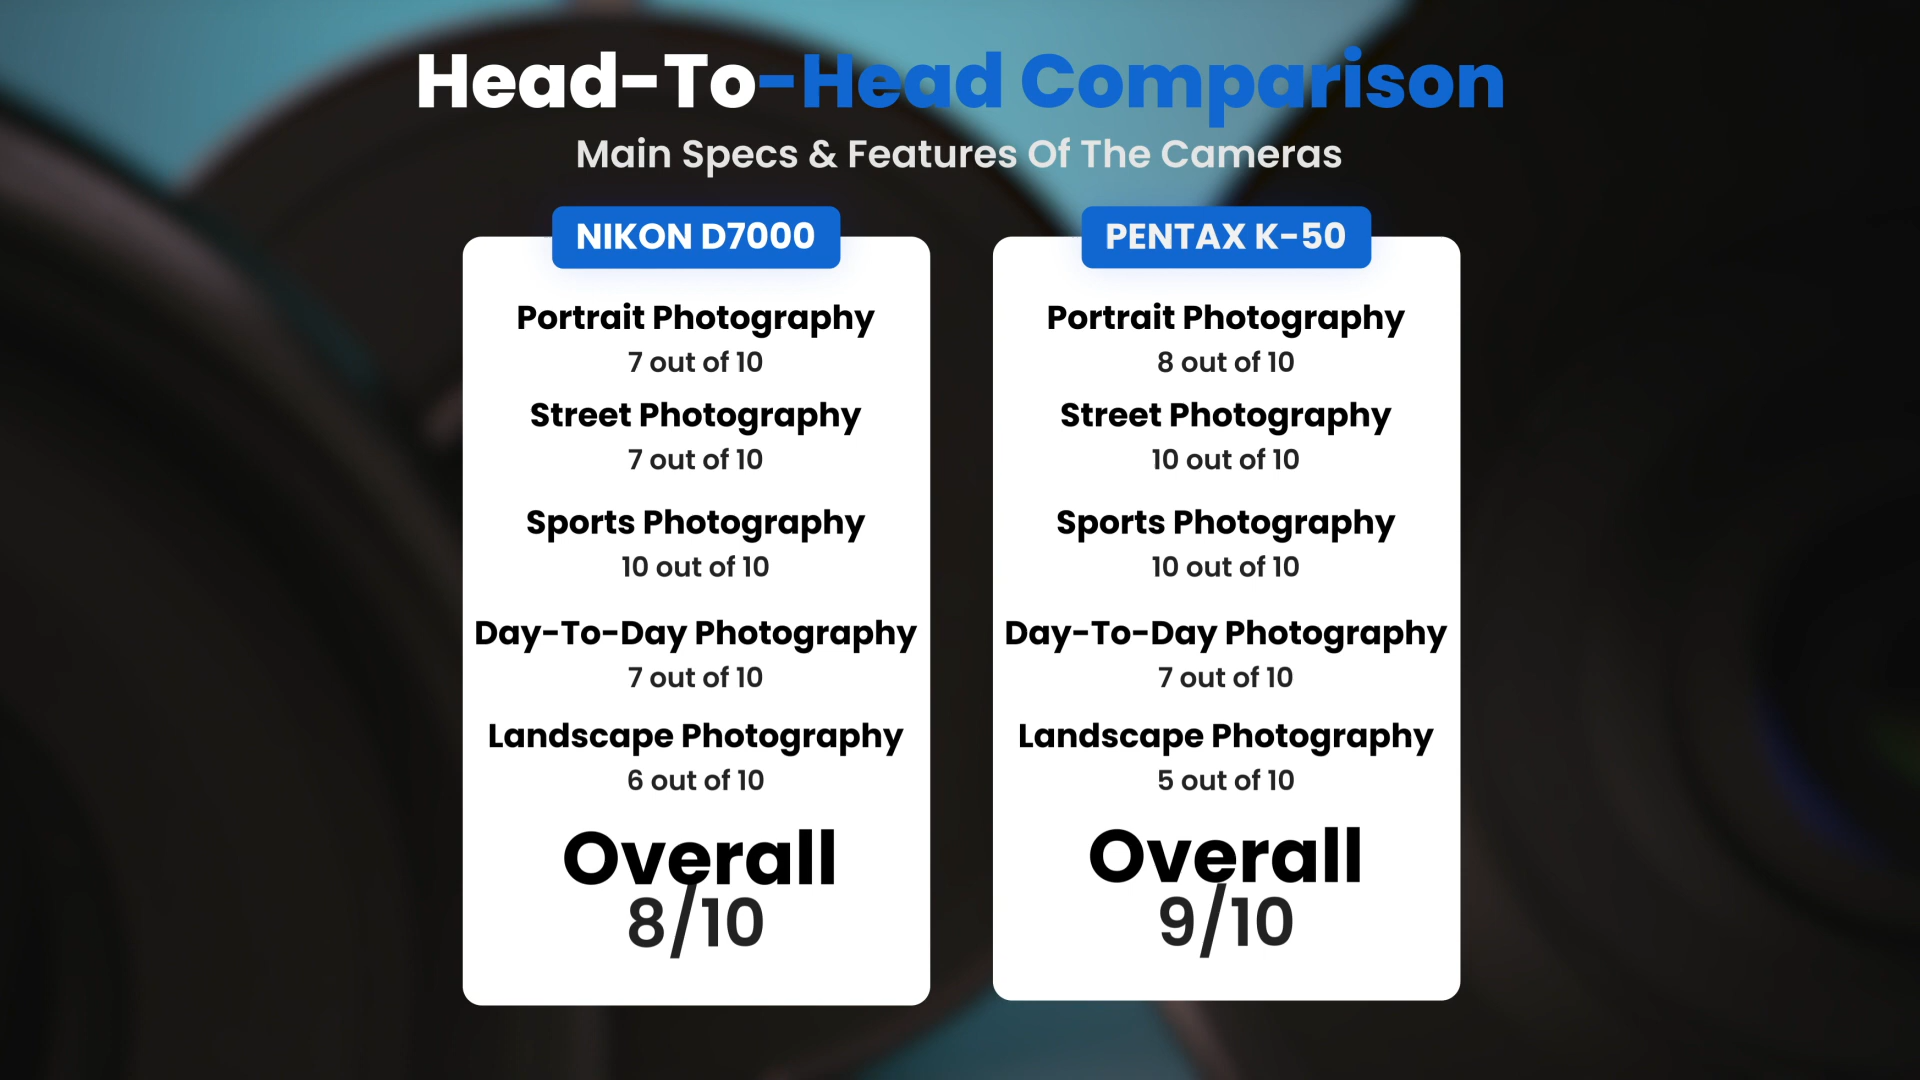 Head-To-Head Comparison
Main Specs & Features Of The Cameras
NIKON D7000
Portrait Photography
7 out of 10
Street Photography
7 out of 10
Sports Photography
10 out of 10
Day-To-Day Photography
7 out of 10
Landscape Photography
6 out of 10
Overall
8/10
PENTAX K-50
Portrait Photography
8 out of 10
Street Photography
10 out of 10
Sports Photography
10 out of 10
Day-To-Day Photography
7 out of 10
Landscape Photography
5 out of 10
Overall
9/10